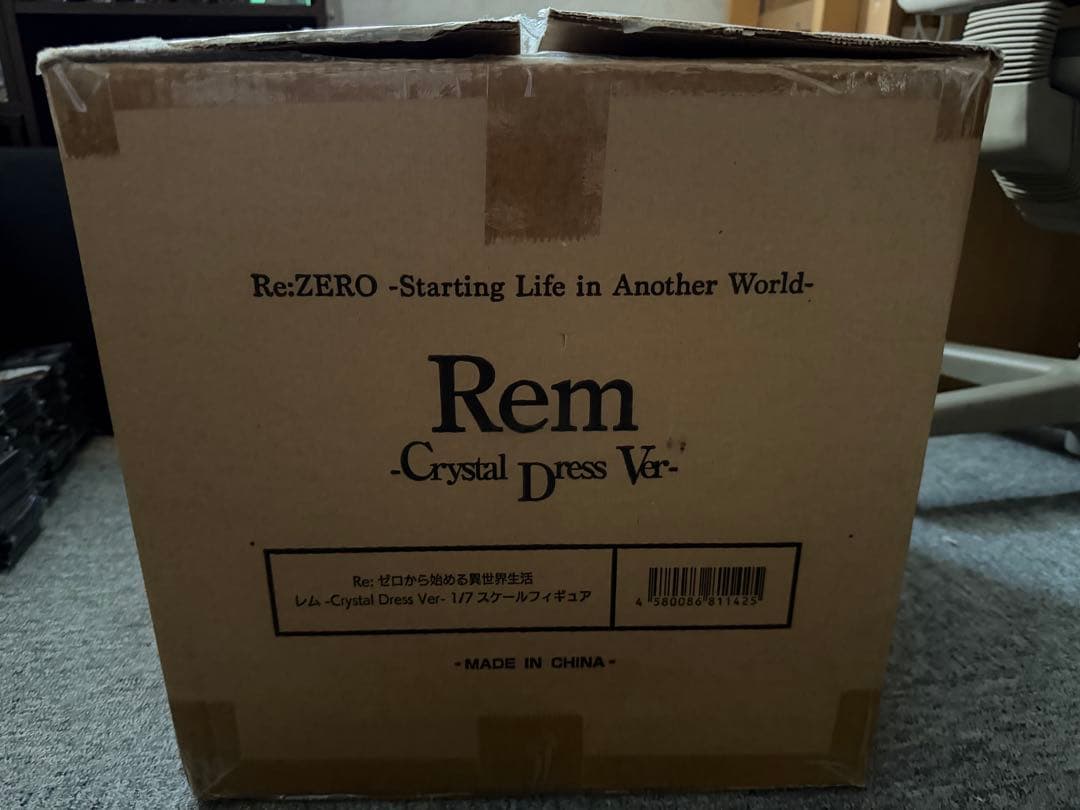 Re:ZERO -Starting Life in Another World-
Rem
-Crystal Dress Ver-
Re: ゼロから始める異世界生活
レム -Crystal Dress Ver- 1/7 スケールフィギュア
4 580086 811425
-MADE IN CHINA-